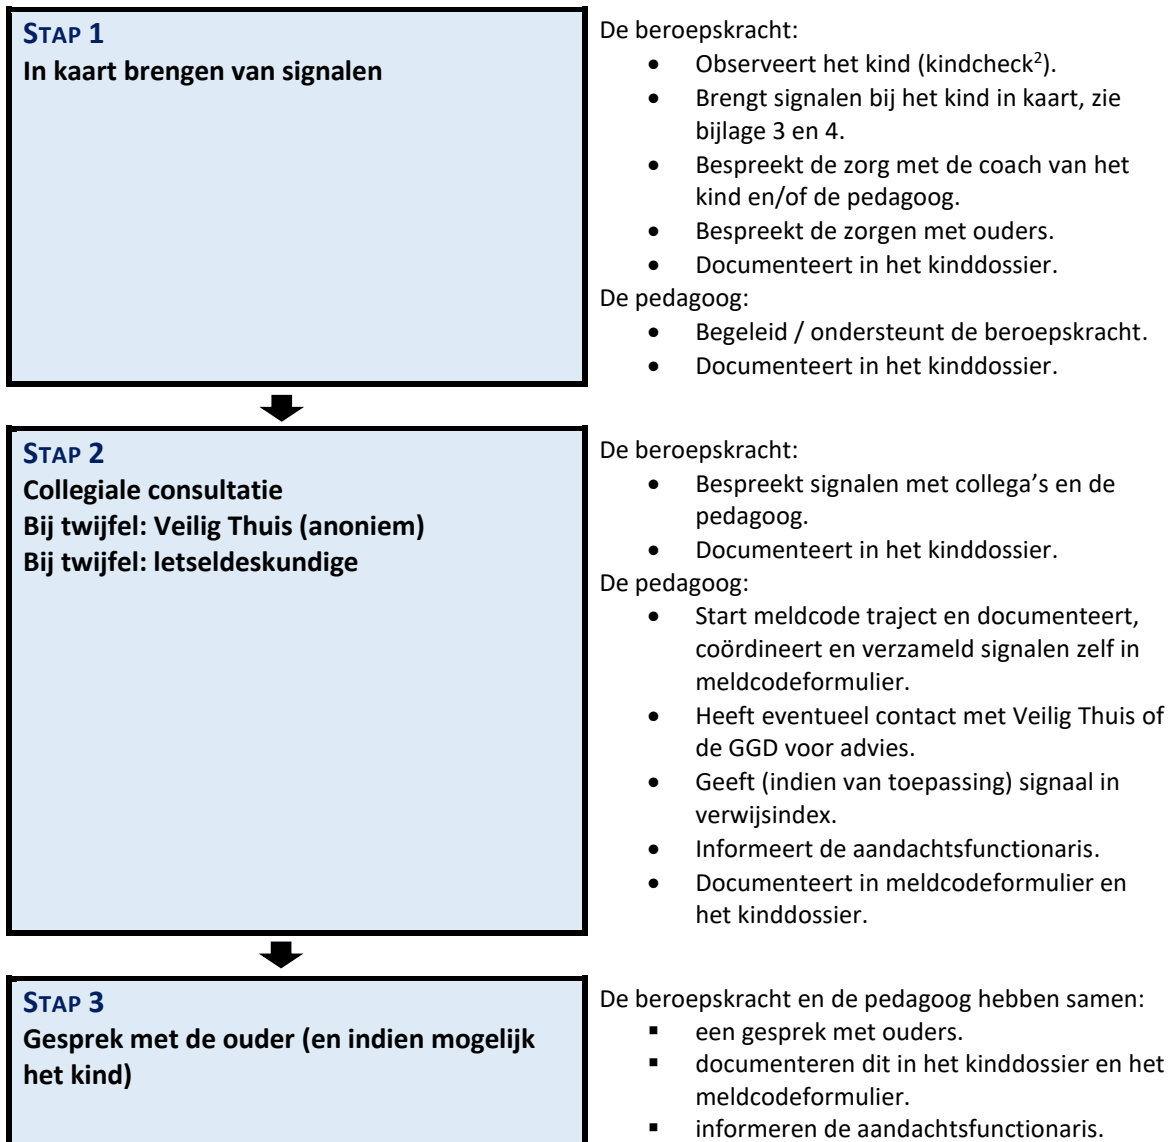 STAP 1
In kaart brengen van signalen
De beroepskracht:
• Observeert het kind (kindcheck²).
• Brengt signalen bij het kind in kaart, zie
bijlage 3 en 4.
• Bespreekt de zorg met de coach van het
kind en/of de pedagoog.
• Bespreekt de zorgen met ouders.
• Documenteert in het kinddossier.
De pedagoog:
• Begeleid / ondersteunt de beroepskracht.
• Documenteert in het kinddossier.
STAP 2
Collegiale consultatie
Bij twijfel: Veilig Thuis (anoniem)
Bij twijfel: letseldeskundige
De beroepskracht:
• Bespreekt signalen met collega's en de
pedagoog.
• Documenteert in het kinddossier.
De pedagoog:
• Start meldcode traject en documenteert,
coördineert en verzameld signalen zelf in
meldcodeformulier.
• Heeft eventueel contact met Veilig Thuis of
de GGD voor advies.
• Geeft (indien van toepassing) signaal in
verwijsindex.
• Informeert de aandachtsfunctionaris.
• Documenteert in meldcodeformulier en
het kinddossier.
STAP 3
Gesprek met de ouder (en indien mogelijk
het kind)
De beroepskracht en de pedagoog hebben samen:
▪ een gesprek met ouders.
▪ documenteren dit in het kinddossier en het
meldcodeformulier.
▪ informeren de aandachtsfunctionaris.